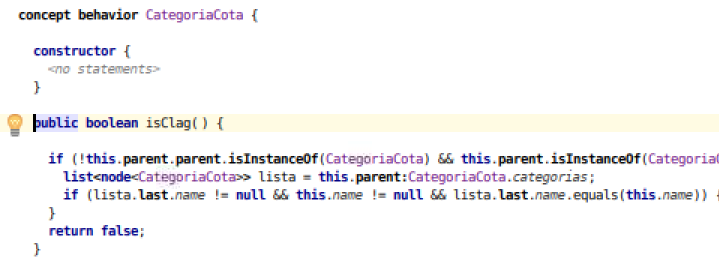 concept behavior CategoriaCota {
constructor {
<no statements>
}
public boolean isClag() {
if (!this.parent.parent.isInstanceOf(CategoriaCota) && this.parent.isInstanceOf(Categoria
list<node<CategoriaCota>> lista = this.parent:CategoriaCota.categorias;
if (lista.last.name != null && this.name != null && lista.last.name.equals(this.name)) {
}
return false;
}